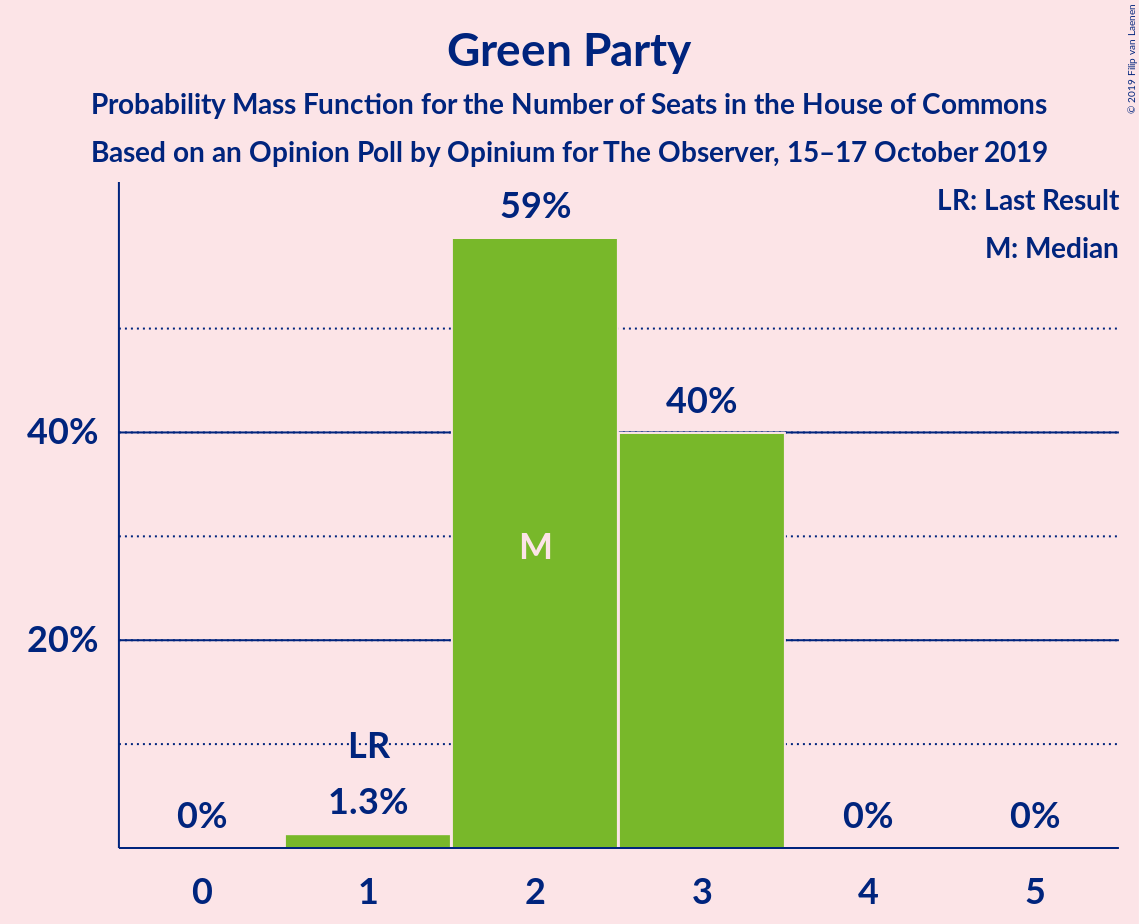 Green Party
Probability Mass Function for the Number of Seats in the House of Commons
Based on an Opinion Poll by Opinium for The Observer, 15–17 October 2019
© 2019 Filip van Laenen
LR: Last Result
M: Median
59%
40%
40%
M
20%
LR
0%
1.3%
0%
0%
0
1
2
3
4
5